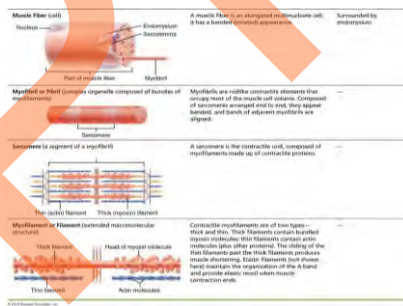 Muscle Fiber (cell)
Nucleus
Endomysium
Sarcolemma
Part of muscle fiber
Myofibril
A muscle fiber is an elongated multinucleate cell;
it has a banded (striated) appearance.
Surrounded by
endomysium
Myofibril or Fibril (complex organelle composed of bundles of
myofilaments)
Sarcomere
Myofibrils are rodlike contractile elements that
occupy most of the muscle cell volume. Composed
of sarcomeres arranged end to end, they appear
banded, and bands of adjacent myofibrils are
aligned.
—
Sarcomere (a segment of a myofibril)
Sarcomere
Thin (actin) filament
Thick (myosin) filament
A sarcomere is the contractile unit, composed of
myofilaments made up of contractile proteins.
—
Myofilament or Filament (extended macromolecular
structure)
Thick filament
Head of myosin molecule
Thin filament
Actin molecules
Contractile myofilaments are of two types—
thick and thin. Thick filaments contain bundled
myosin molecules; thin filaments contain actin
molecules (plus other proteins). The sliding of the
thin filaments past the thick filaments produces
muscle shortening. Elastic filaments (not shown
here) maintain the organization of the A band
and provide elastic recoil when muscle
contraction ends.
—